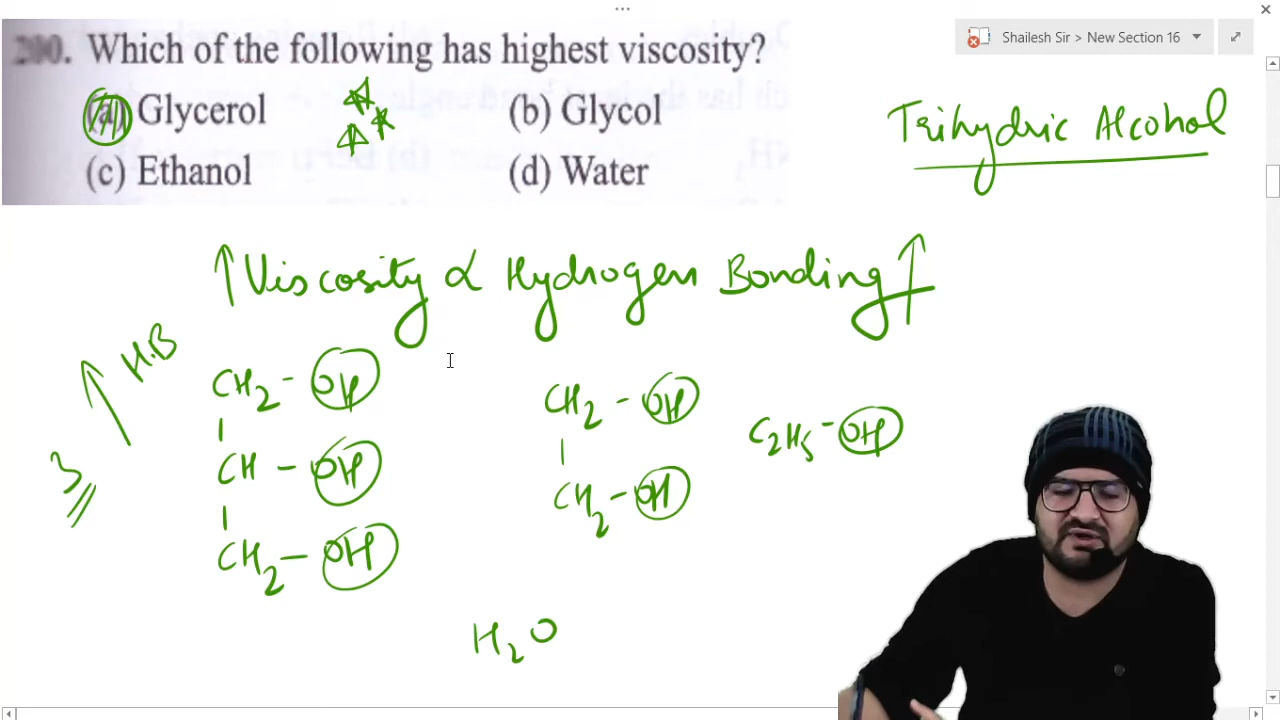 ...
Shailesh Sir > New Section 16
200. Which of the following has highest viscosity?
(a) Glycerol (b) Glycol
(c) Ethanol (d) Water
Trihydric Alcohol
↑ Viscosity ∝ Hydrogen Bonding ↑
↑ H.B
3
CH2 - OH
|
CH - OH
|
CH2 - OH
CH2 - OH
|
CH2 - OH
C2H5 - OH
H2O